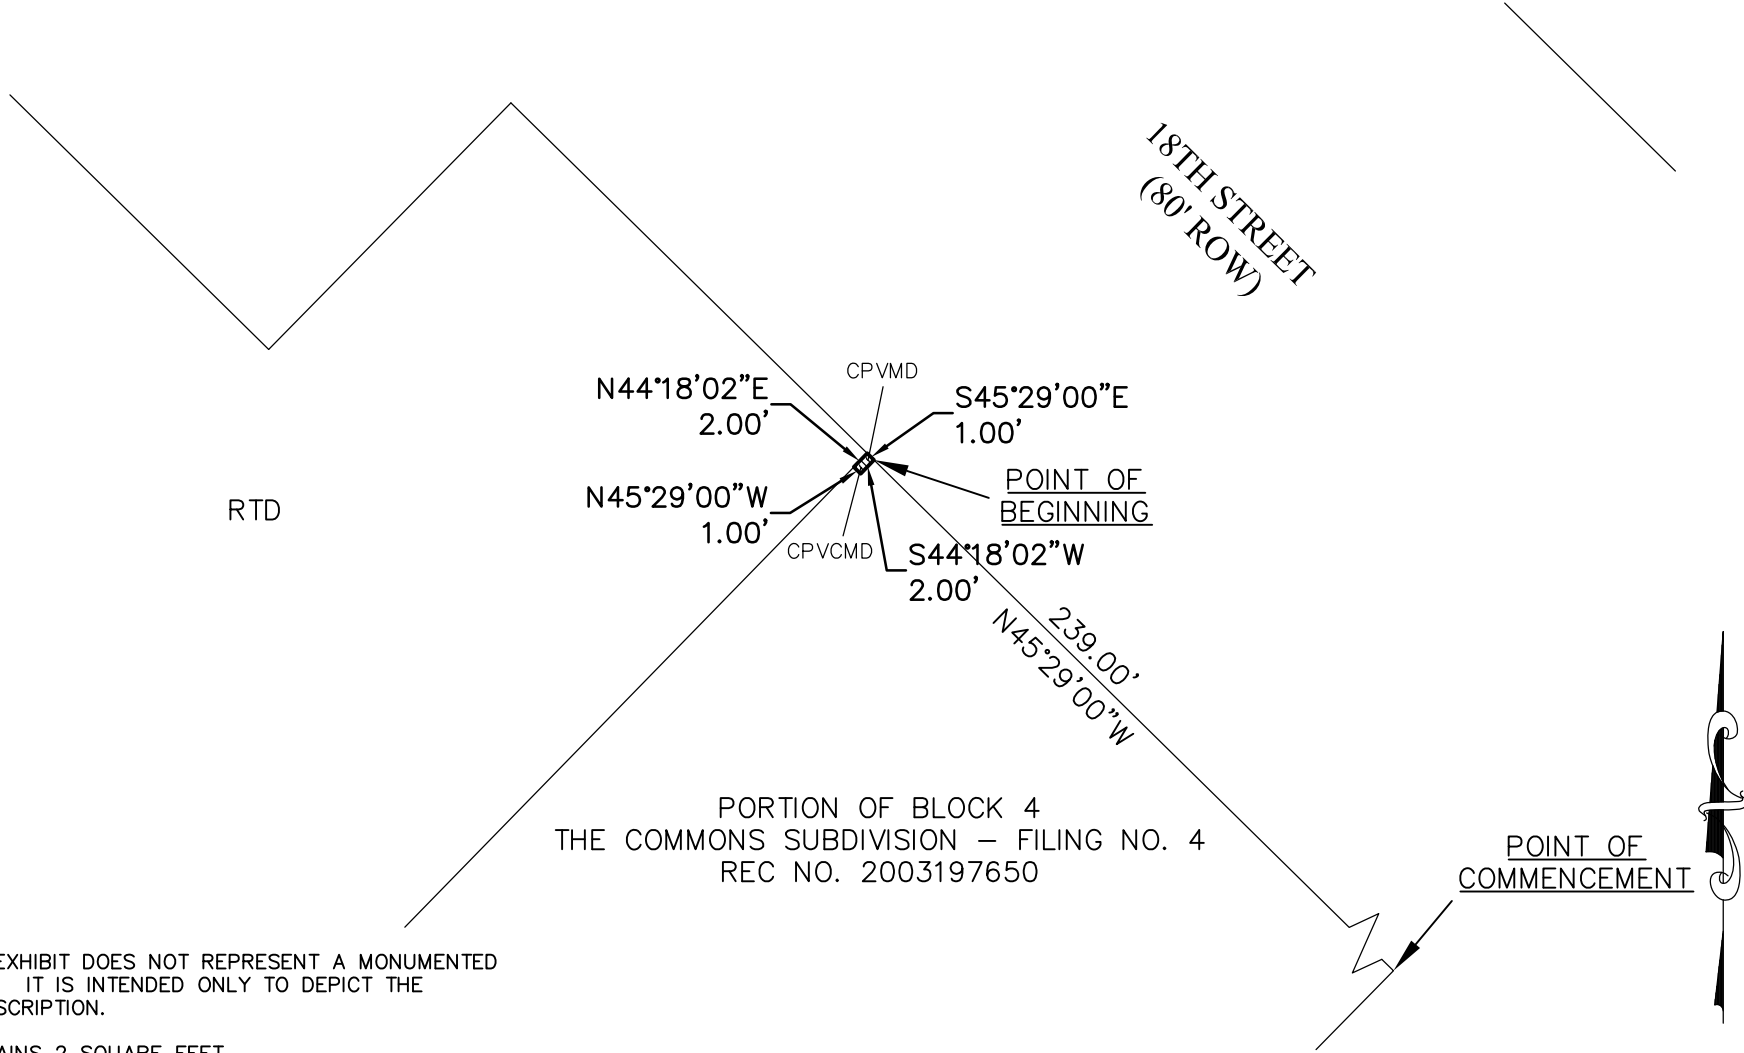 18TH STREET
(80' ROW)
CPVMD
N44°18'02"E
2.00'
S45°29'00"E
1.00'
POINT OF
BEGINNING
RTD
N45°29'00"W
1.00'
CPVCMD
S44°18'02"W
2.00'
239.00'
N45°29'00"W
PORTION OF BLOCK 4
THE COMMONS SUBDIVISION – FILING NO. 4
REC NO. 2003197650
POINT OF
COMMENCEMENT
EXHIBIT DOES NOT REPRESENT A MONUMENTED
IT IS INTENDED ONLY TO DEPICT THE
2 SQUARE FEET